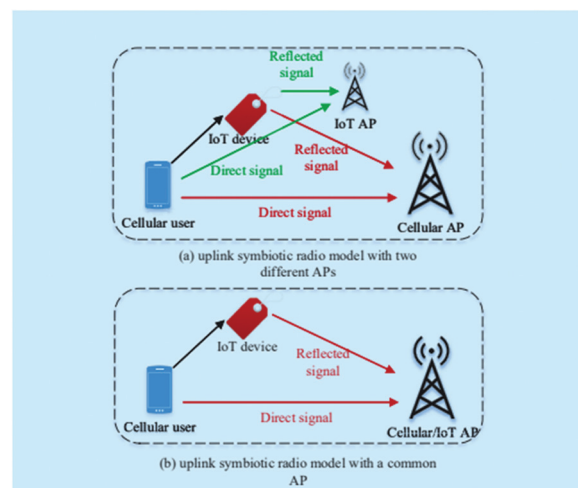 Reflected
signal
IoT AP
IoT device
Reflected
signal
Direct signal
Direct signal
Cellular user
Cellular AP
(a) uplink symbiotic radio model with two
different APs
IoT device
Reflected
signal
Direct signal
Cellular user
Cellular/IoT AP
(b) uplink symbiotic radio model with a common
AP